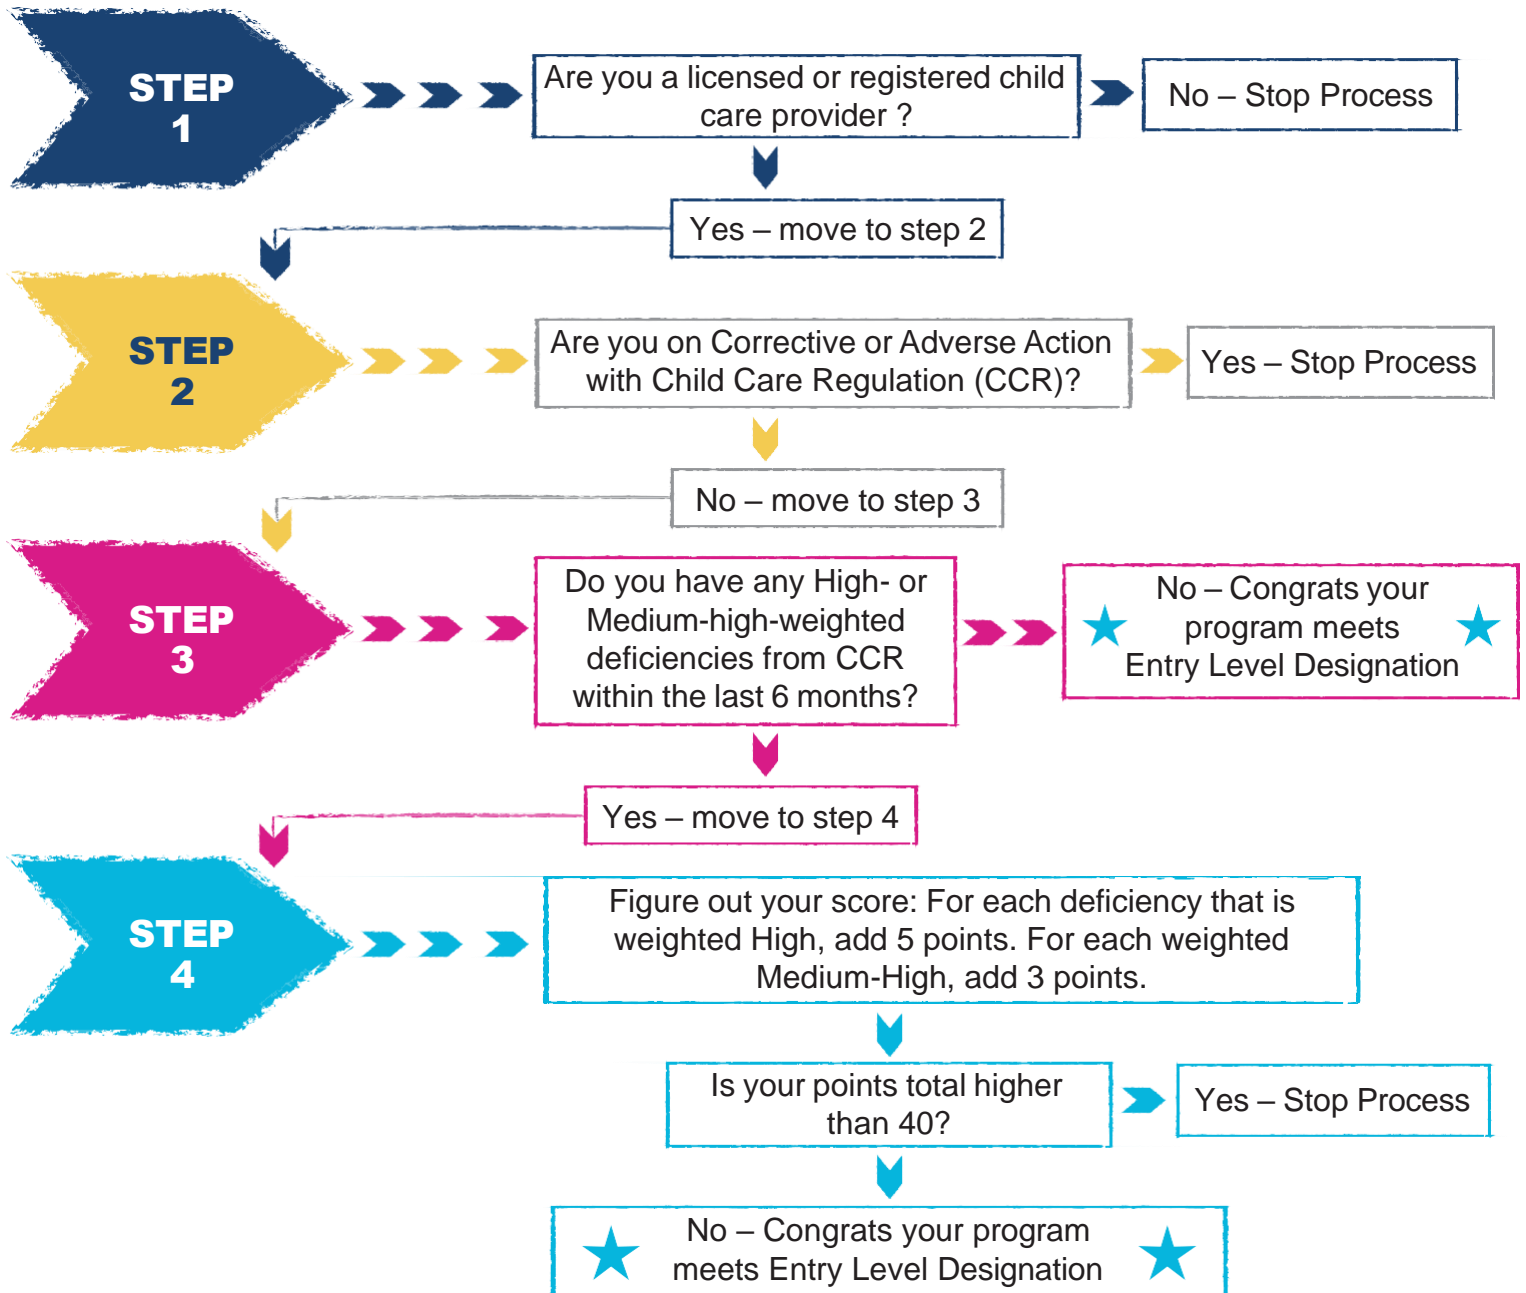 STEP
1
Are you a licensed or registered child
care provider ?
No – Stop Process
Yes – move to step 2
STEP
2
Are you on Corrective or Adverse Action
with Child Care Regulation (CCR)?
Yes – Stop Process
No – move to step 3
STEP
3
Do you have any High- or
Medium-high-weighted
deficiencies from CCR
within the last 6 months?
No – Congrats your
program meets
Entry Level Designation
Yes – move to step 4
STEP
4
Figure out your score: For each deficiency that is
weighted High, add 5 points. For each weighted
Medium-High, add 3 points.
Is your points total higher
than 40?
Yes – Stop Process
No – Congrats your program
meets Entry Level Designation